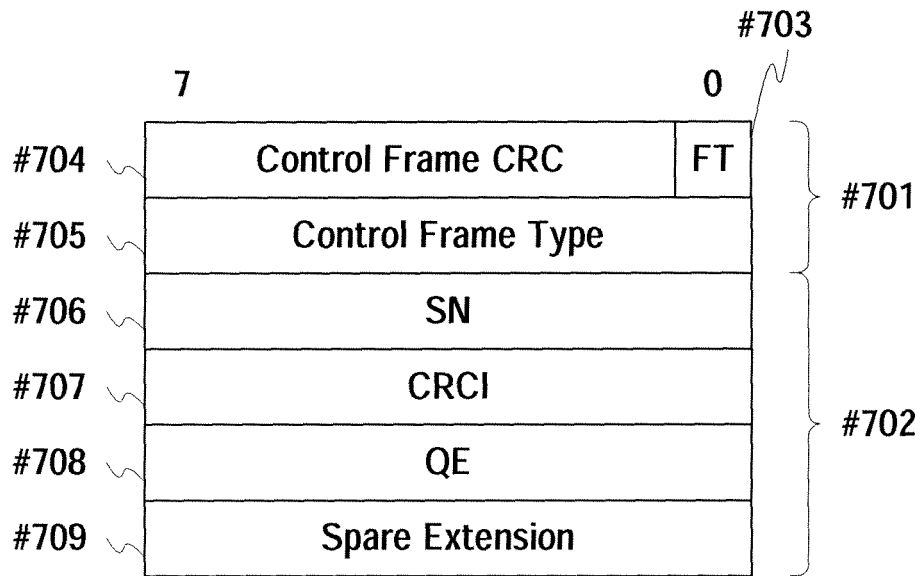 #703
7 0
#704 Control Frame CRC FT
#701
#705 Control Frame Type
#706 SN
#707 CRCI
#702
#708 QE
#709 Spare Extension